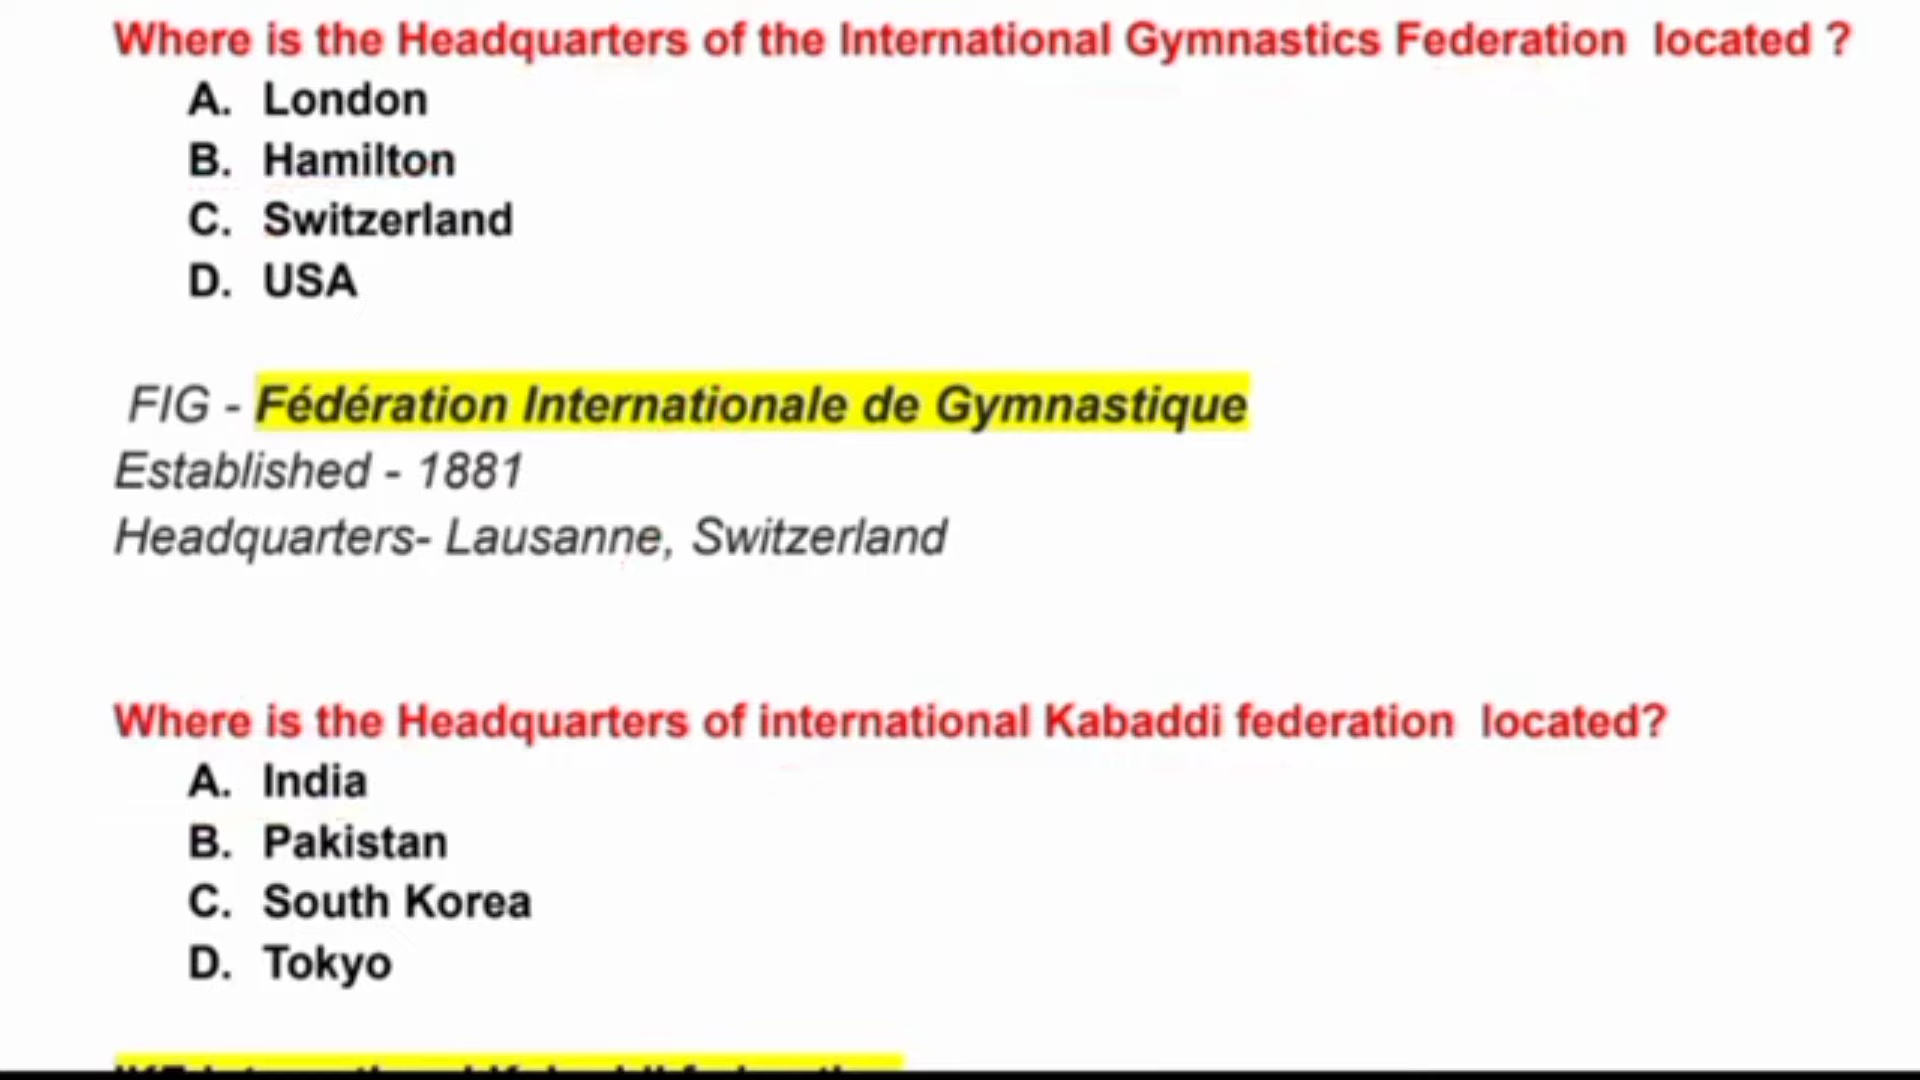 Where is the Headquarters of the International Gymnastics Federation located ?
A. London
B. Hamilton
C. Switzerland
D. USA
FIG - Fédération Internationale de Gymnastique
Established - 1881
Headquarters- Lausanne, Switzerland
Where is the Headquarters of international Kabaddi federation located?
A. India
B. Pakistan
C. South Korea
D. Tokyo